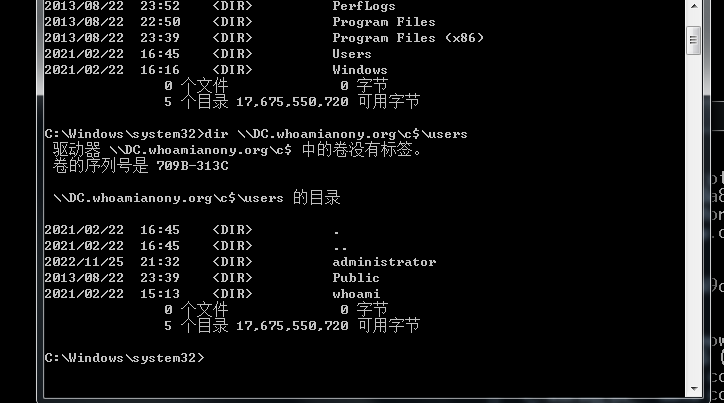 2013/08/22  23:52    <DIR>          PerfLogs
2013/08/22  22:50    <DIR>          Program Files
2013/08/22  23:39    <DIR>          Program Files (x86)
2021/02/22  16:45    <DIR>          Users
2021/02/22  16:16    <DIR>          Windows
0 个文件              0 字节
5 个目录 17,675,550,720 可用字节
C:\Windows\system32>dir \\DC.whoamianony.org\c$\users
驱动器 \\DC.whoamianony.org\c$ 中的卷没有标签。
卷的序列号是 709B-313C
\\DC.whoamianony.org\c$\users 的目录
2021/02/22  16:45    <DIR>          .
2021/02/22  16:45    <DIR>          ..
2022/11/25  21:32    <DIR>          administrator
2013/08/22  23:39    <DIR>          Public
2021/02/22  15:13    <DIR>          whoami
0 个文件              0 字节
5 个目录 17,675,550,720 可用字节
C:\Windows\system32>